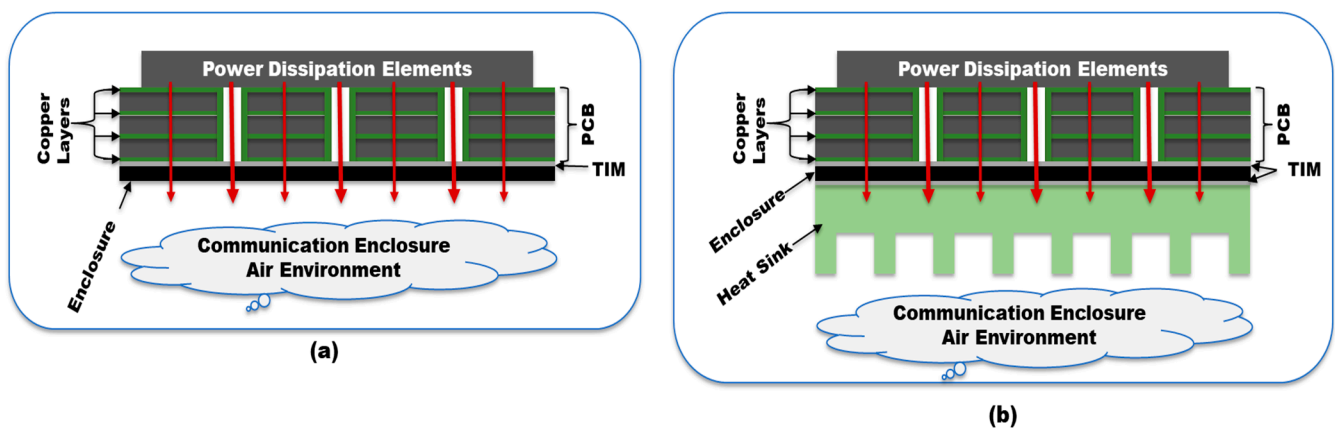 Power Dissipation Elements
Copper
Layers
PCB
TIM
Enclosure
Communication Enclosure
Air Environment
(a)
Power Dissipation Elements
Copper
Layers
PCB
TIM
Enclosure
Heat Sink
Communication Enclosure
Air Environment
(b)